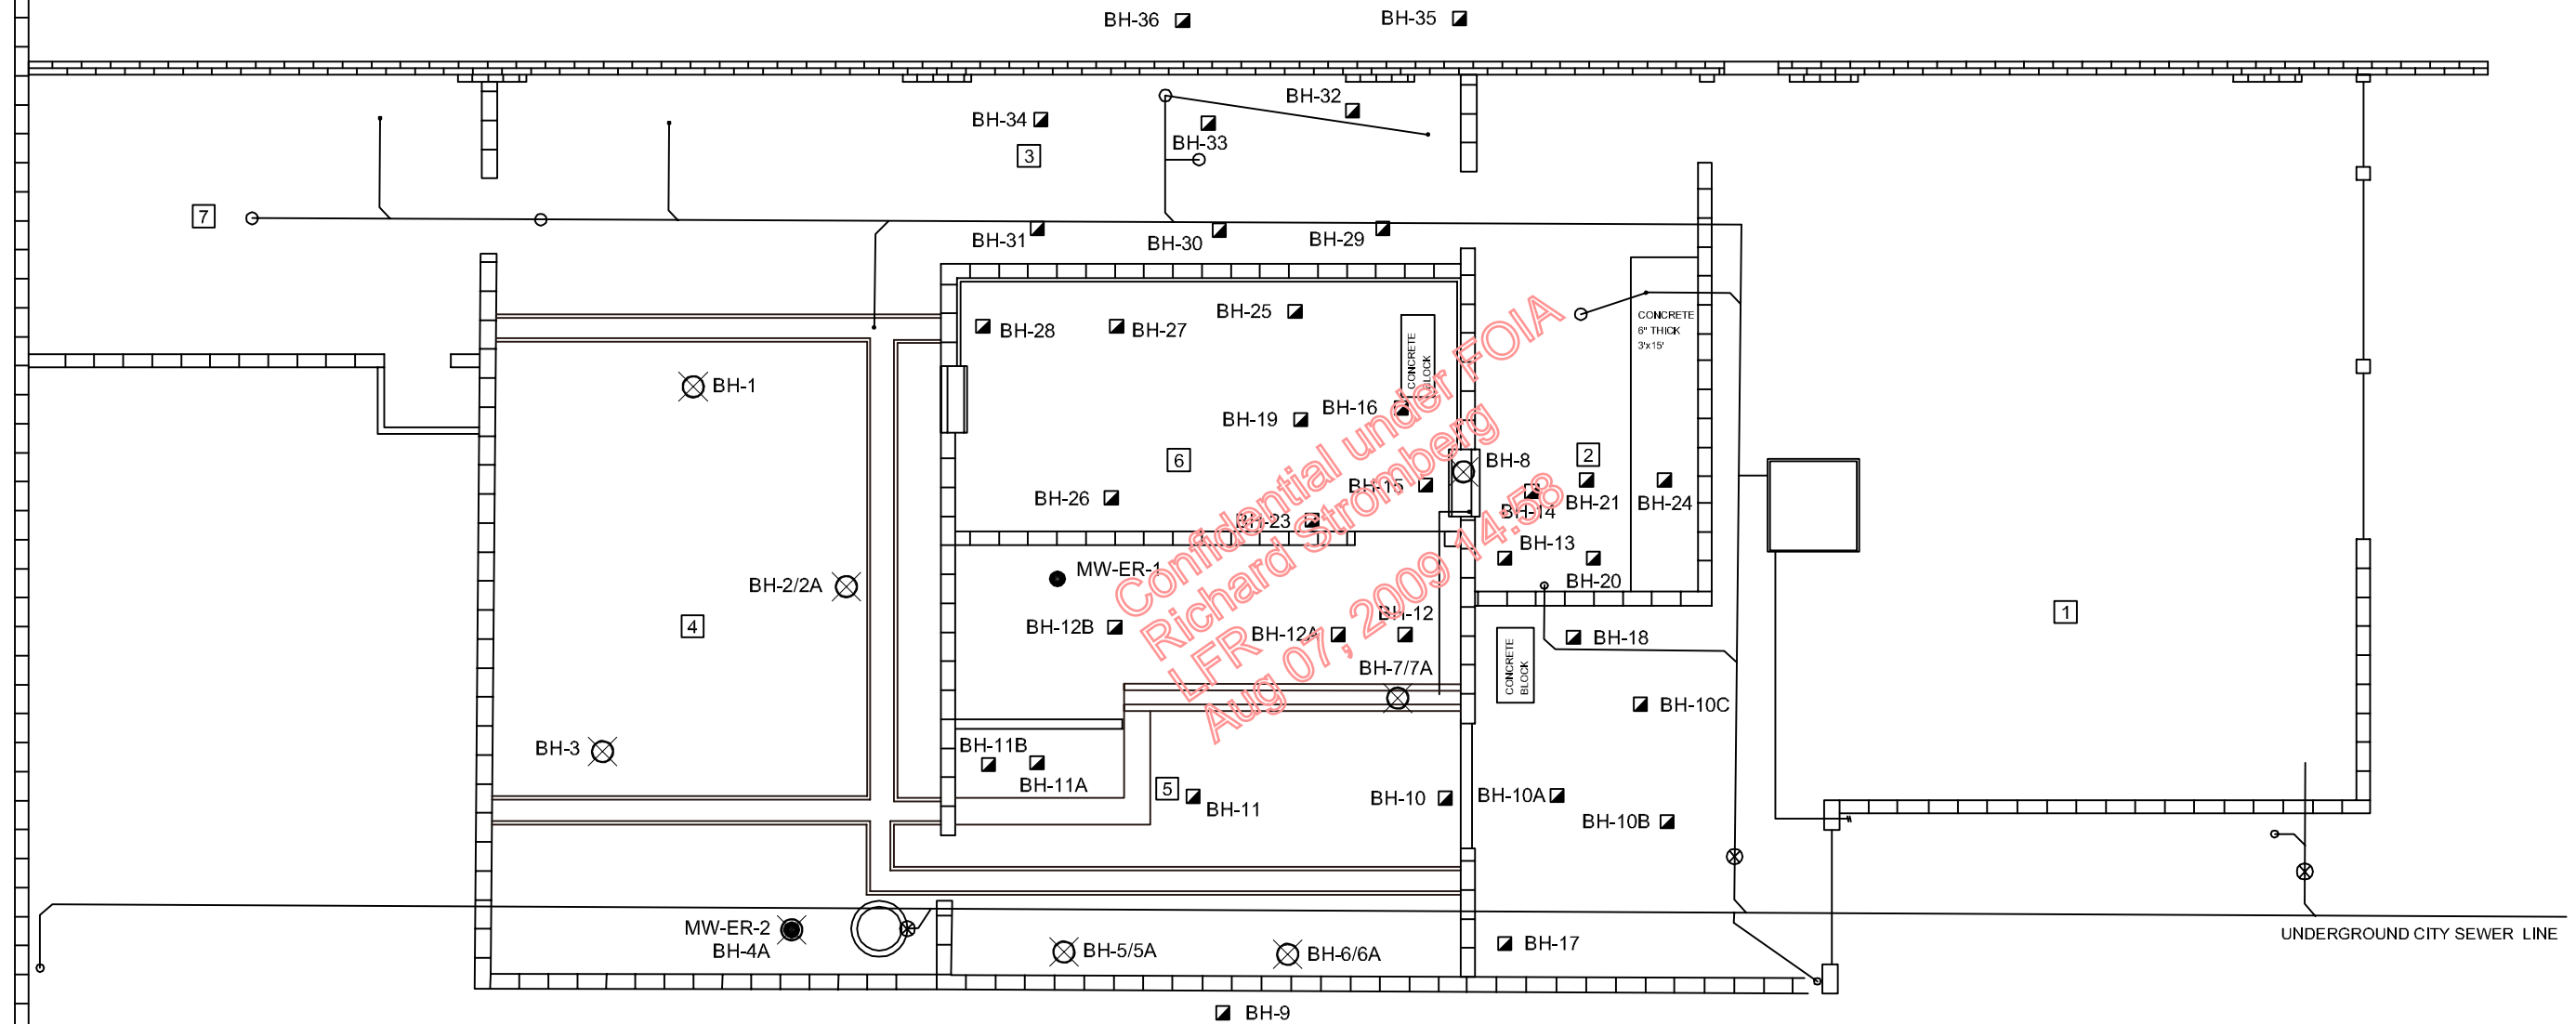 BH-36
BH-35
BH-32
BH-34
BH-33
3
7
BH-31
BH-30
BH-29
BH-28
BH-27
BH-25
CONCRETE
6" THICK
3'x15'
CONCRETE
BLOCK
BH-1
BH-19
BH-16
6
BH-8
2
BH-26
BH-15
BH-14
BH-21
BH-24
BH-23
BH-13
BH-20
MW-ER-1
BH-2/2A
4
BH-12B
BH-12A
BH-12
BH-18
1
CONCRETE
BLOCK
BH-7/7A
BH-10C
BH-3
BH-11B
BH-11A
5
BH-11
BH-10
BH-10A
BH-10B
MW-ER-2
BH-4A
BH-5/5A
BH-6/6A
BH-17
UNDERGROUND CITY SEWER LINE
BH-9
Confidential under FOIA
Richard Stromberg
LFR
Aug 07, 2009 14:58